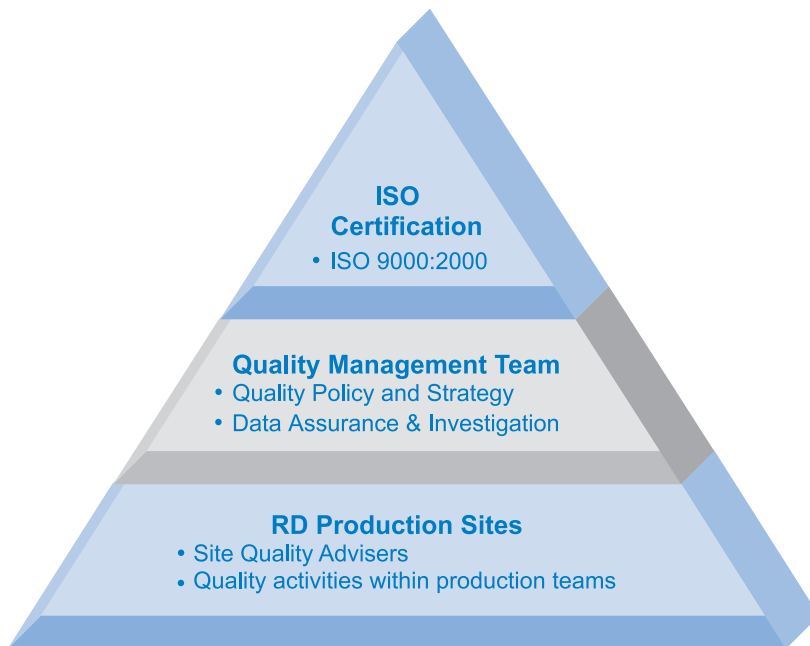 ISO
Certification
• ISO 9000:2000
Quality Management Team
• Quality Policy and Strategy
• Data Assurance & Investigation
RD Production Sites
• Site Quality Advisers
• Quality activities within production teams